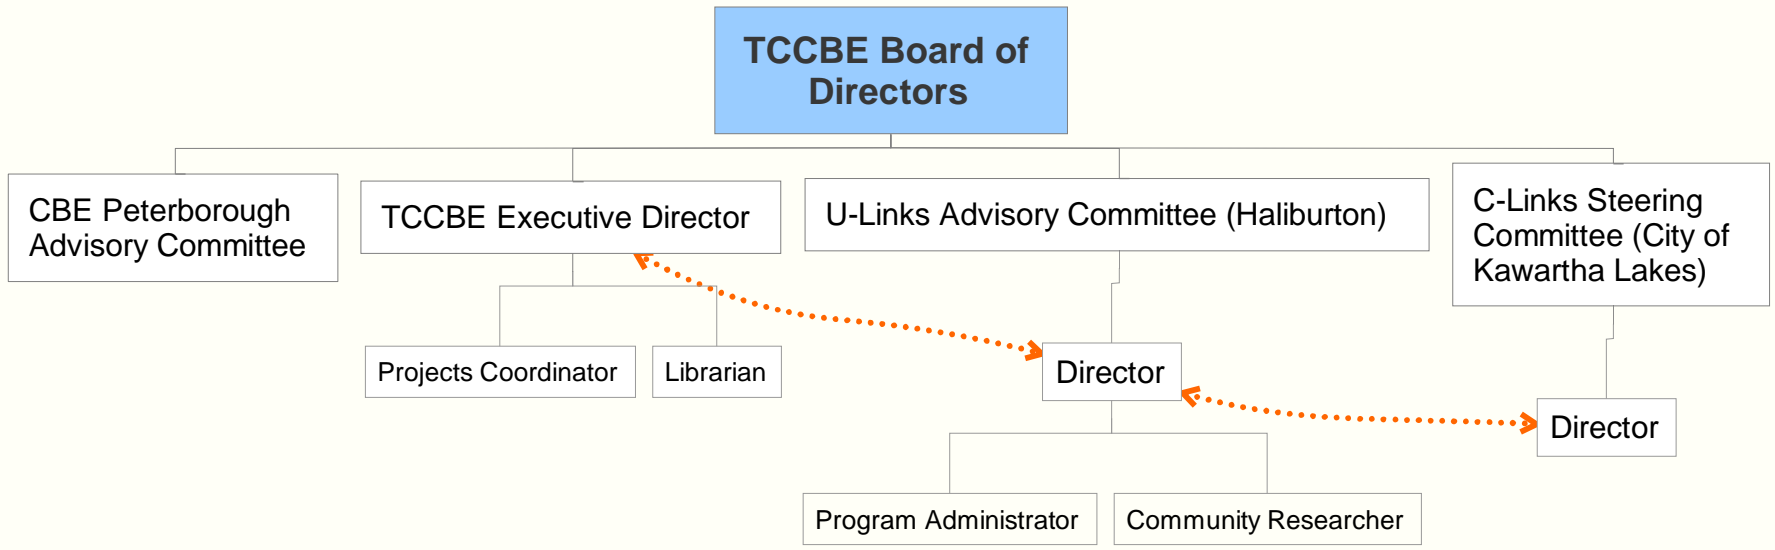 TCCBE Board of
Directors
CBE Peterborough
Advisory Committee
TCCBE Executive Director
U-Links Advisory Committee (Haliburton)
C-Links Steering
Committee (City of
Kawartha Lakes)
Projects Coordinator
Librarian
Director
Director
Program Administrator
Community Researcher